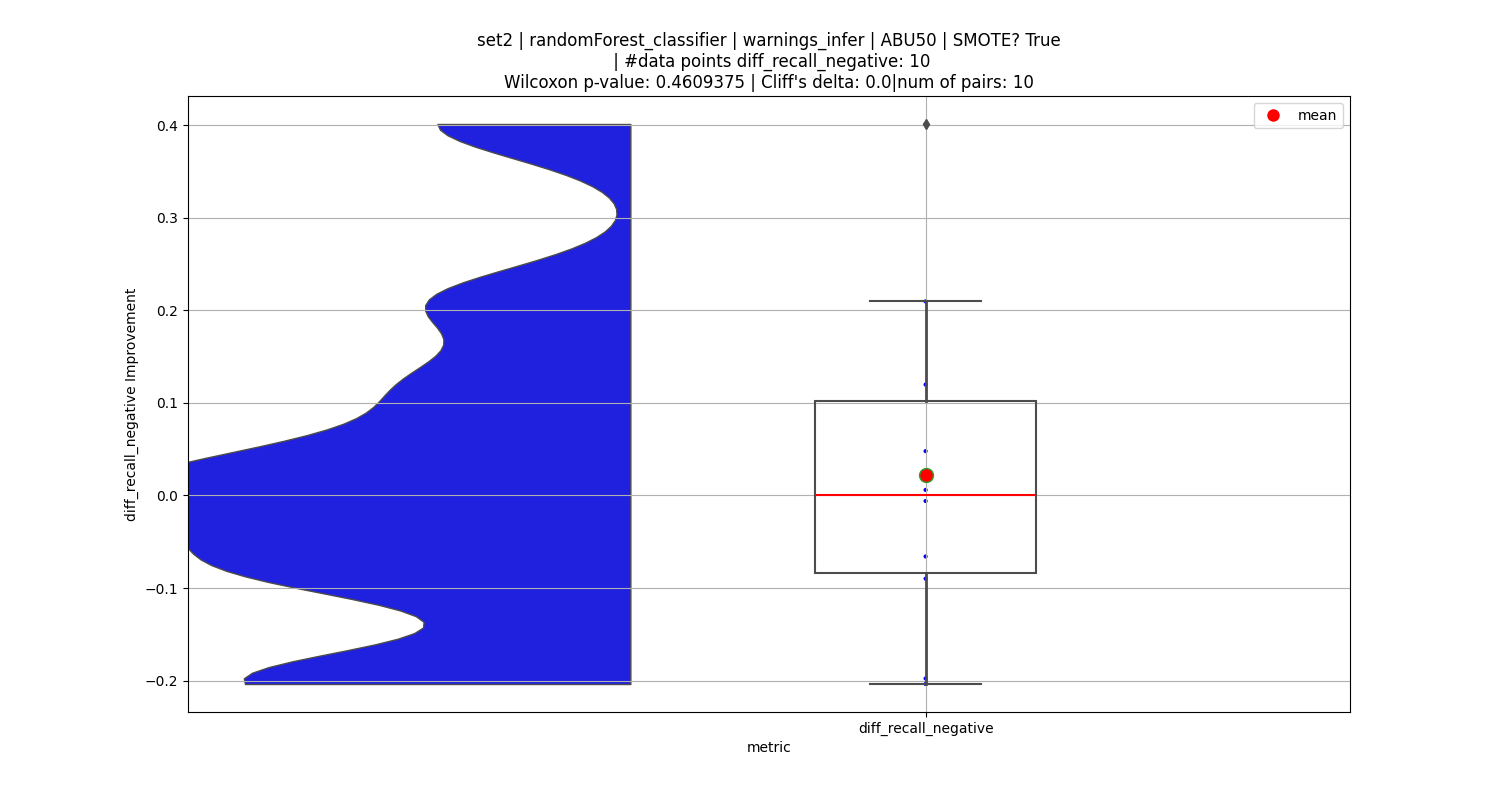 set2 | randomForest_classifier | warnings_infer | ABU50 | SMOTE? True
| #data points diff_recall_negative: 10
Wilcoxon p-value: 0.4609375 | Cliff's delta: 0.0|num of pairs: 10
mean
0.4
0.3
0.2
0.1
0.0
−0.1
−0.2
diff_recall_negative Improvement
diff_recall_negative
metric